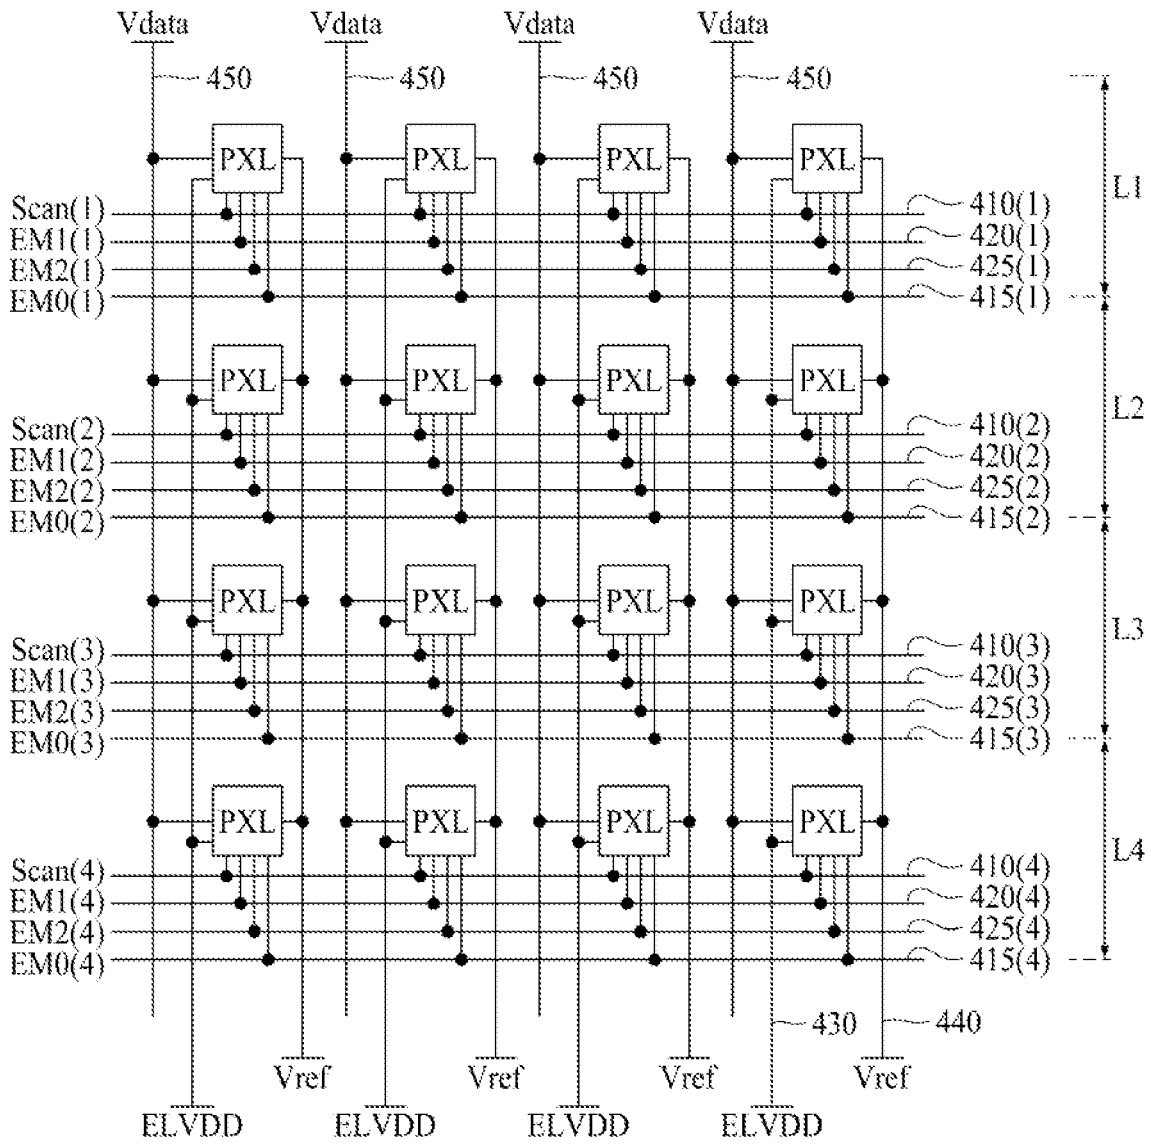 Vdata Vdata Vdata Vdata
450 450 450 450
PXL PXL PXL PXL
L1
Scan(1) 410(1)
EM1(1) 420(1)
EM2(1) 425(1)
EM0(1) 415(1)
PXL PXL PXL PXL
L2
Scan(2) 410(2)
EM1(2) 420(2)
EM2(2) 425(2)
EM0(2) 415(2)
PXL PXL PXL PXL
L3
Scan(3) 410(3)
EM1(3) 420(3)
EM2(3) 425(3)
EM0(3) 415(3)
PXL PXL PXL PXL
L4
Scan(4) 410(4)
EM1(4) 420(4)
EM2(4) 425(4)
EM0(4) 415(4)
430 440
Vref Vref Vref Vref
ELVDD ELVDD ELVDD ELVDD